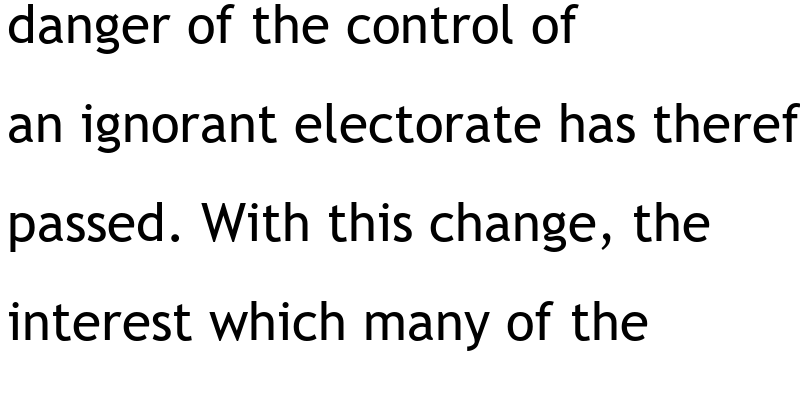 danger of the control of
an ignorant electorate has theref
passed. With this change, the
interest which many of the